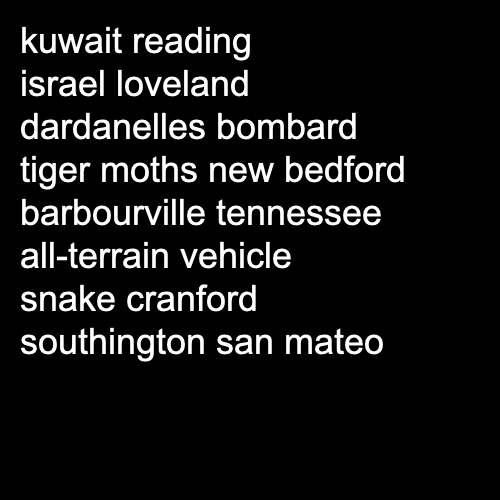 kuwait reading
israel loveland
dardanelles bombard
tiger moths new bedford
barbourville tennessee
all-terrain vehicle
snake cranford
southington san mateo